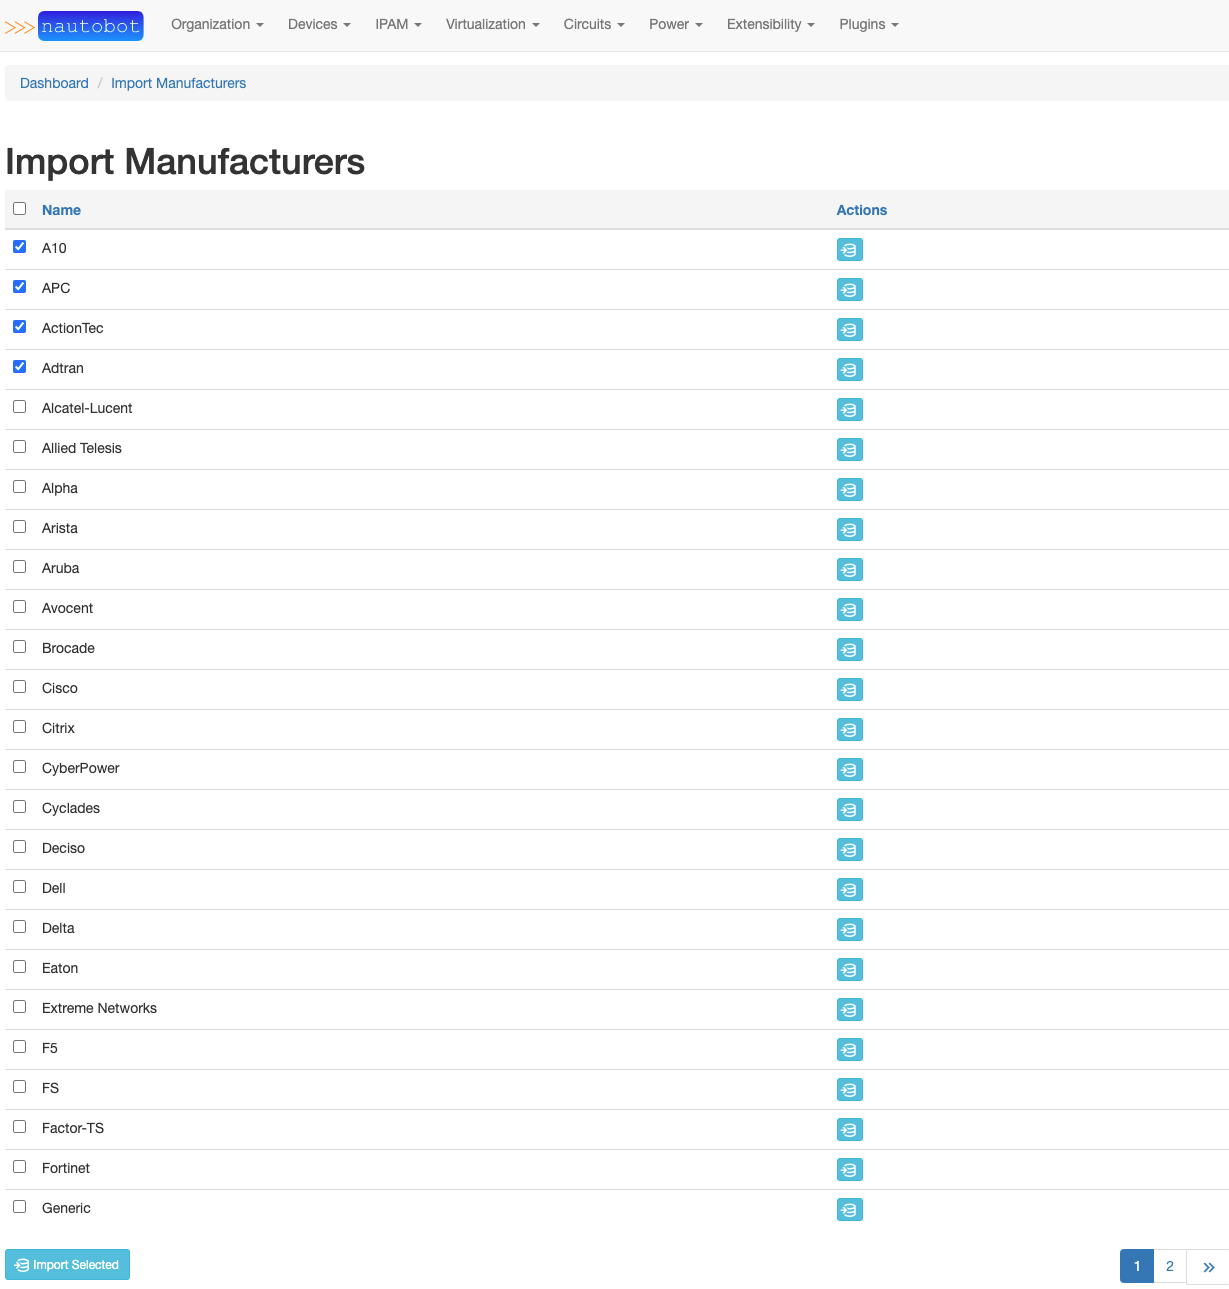 >>> nautobot Organization Devices IPAM Virtualization Circuits Power Extensibility Plugins
Dashboard / Import Manufacturers
Import Manufacturers
Name Actions
A10
APC
ActionTec
Adtran
Alcatel-Lucent
Allied Telesis
Alpha
Arista
Aruba
Avocent
Brocade
Cisco
Citrix
CyberPower
Cyclades
Deciso
Dell
Delta
Eaton
Extreme Networks
F5
FS
Factor-TS
Fortinet
Generic
Import Selected 1 2 »